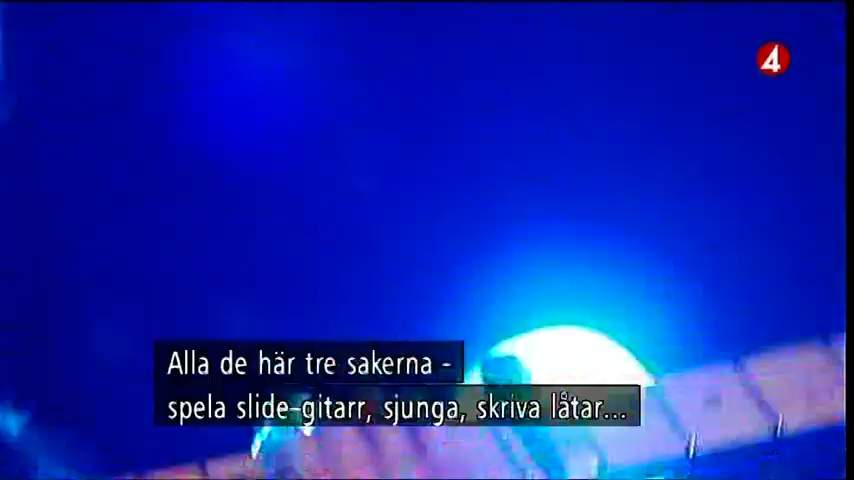 4
Alla de här tre sakerna -
spela slide-gitarr, sjunga, skriva låtar...